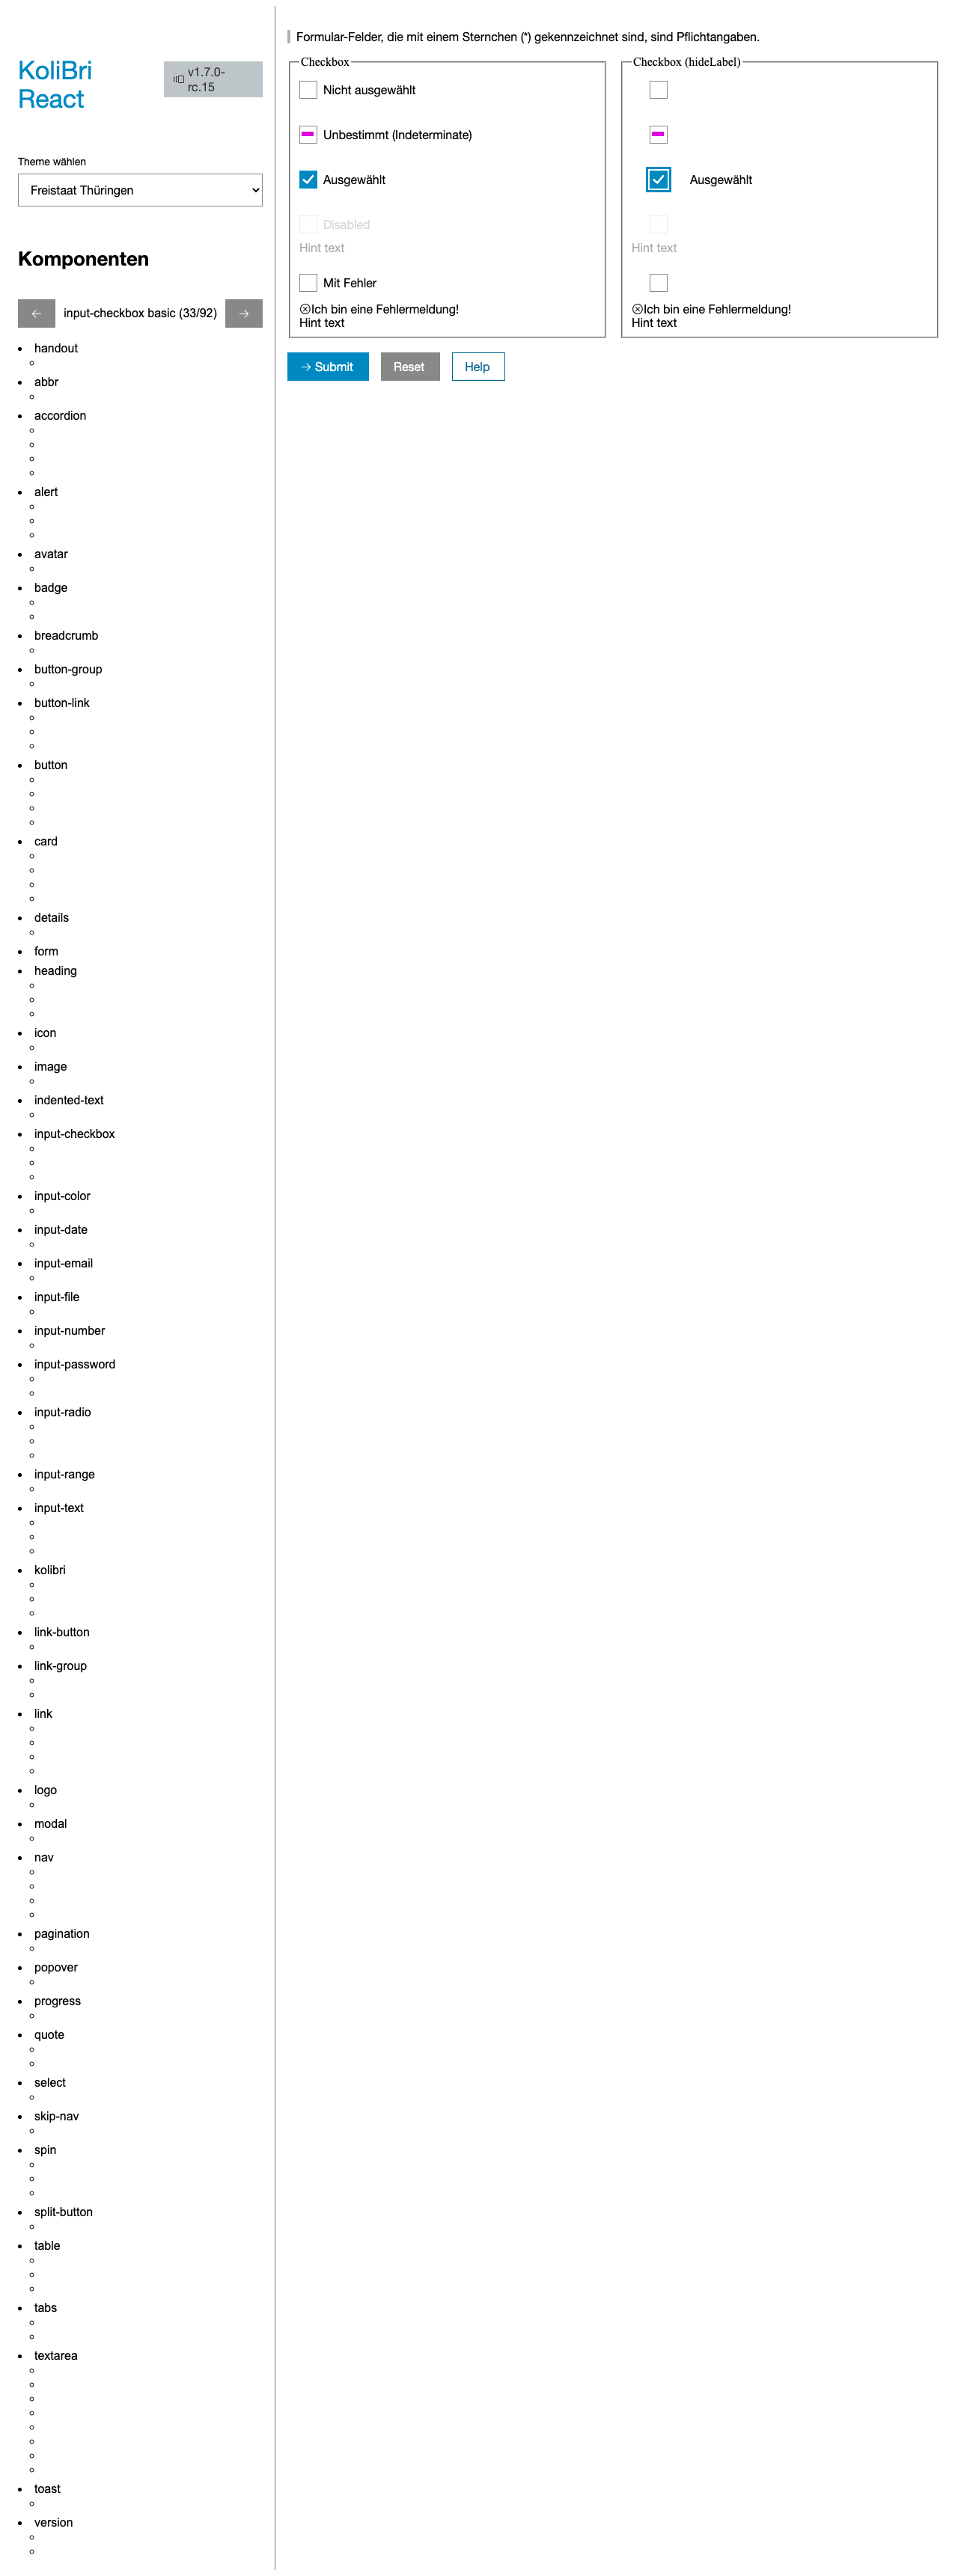 KoliBri
React
v1.7.0-
rc.15
Theme wählen
Freistaat Thüringen
Komponenten
← input-checkbox basic (33/92) →
handout
abbr
accordion
alert
avatar
badge
breadcrumb
button-group
button-link
button
card
details
form
heading
icon
image
indented-text
input-checkbox
input-color
input-date
input-email
input-file
input-number
input-password
input-radio
input-range
input-text
kolibri
link-button
link-group
link
logo
modal
nav
pagination
popover
progress
quote
select
skip-nav
spin
split-button
table
tabs
textarea
toast
version
Formular-Felder, die mit einem Sternchen (*) gekennzeichnet sind, sind Pflichtangaben.
Checkbox
Nicht ausgewählt
Unbestimmt (Indeterminate)
Ausgewählt
Disabled
Hint text
Mit Fehler
Ich bin eine Fehlermeldung!
Hint text
Checkbox (hideLabel)
Ausgewählt
Hint text
Ich bin eine Fehlermeldung!
Hint text
→ Submit
Reset
Help